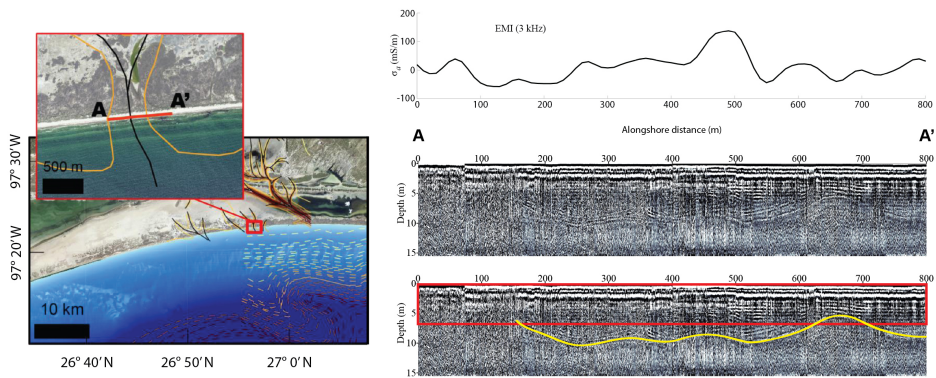 A
A'
500 m
97° 30'W
97° 20'W
10 km
26° 40' N
26° 50' N
27° 0' N
EMI (3 kHz)
σa (mS/m)
200
100
0
-100
0 100 200 300 400 500 600 700 800
Alongshore distance (m)
A
A'
0 100 200 300 400 500 600 700 800
Depth (m)
0
5
10
15
0 100 200 300 400 500 600 700 800
Depth (m)
0
5
10
15